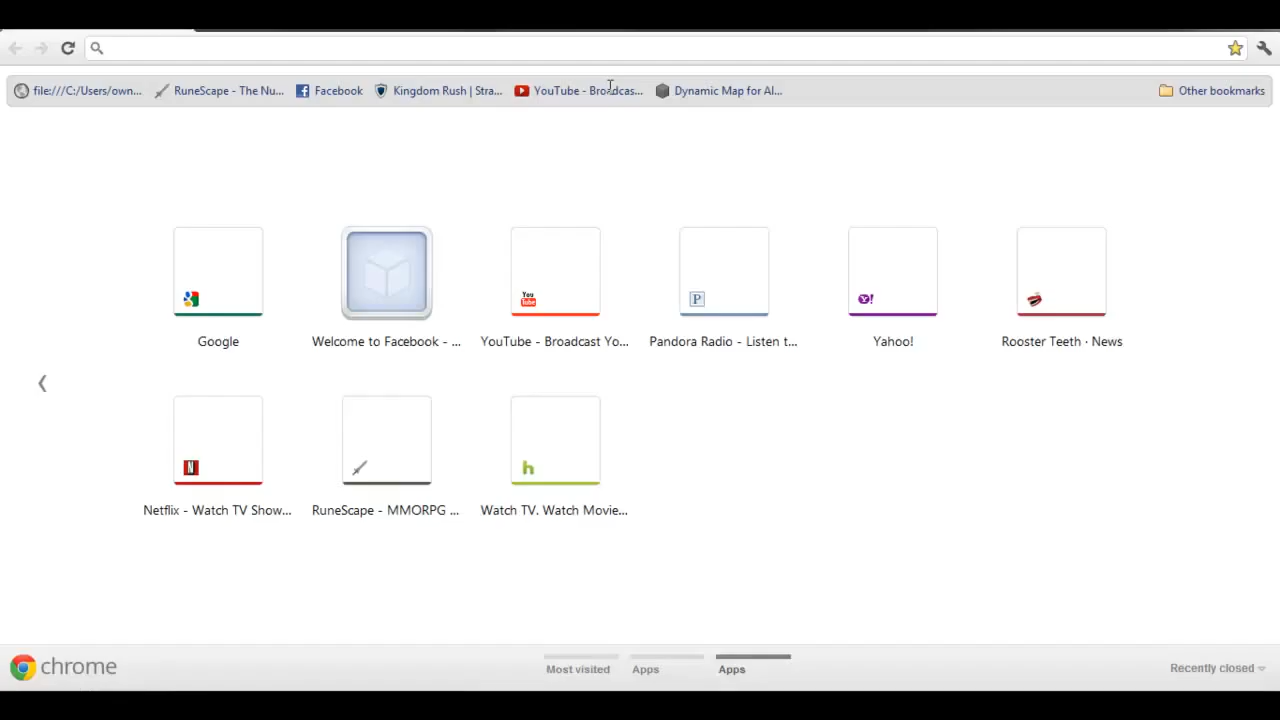 file:///C:/Users/own... RuneScape - The Nu... Facebook Kingdom Rush | Stra... YouTube - Broadcas... Dynamic Map for Al... Other bookmarks
P Y!
You
Tube
Google Welcome to Facebook - ... YouTube - Broadcast Yo... Pandora Radio - Listen t... Yahoo! Rooster Teeth · News
N h
Netflix - Watch TV Show... RuneScape - MMORPG ... Watch TV. Watch Movie...
chrome Most visited Apps Apps Recently closed